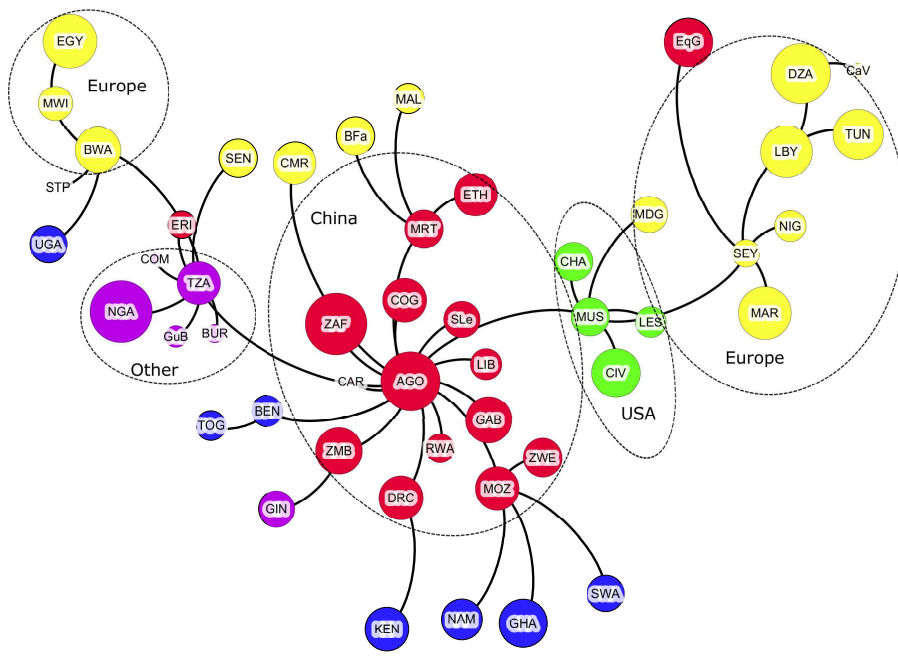 EGY
Europe
MWI
BWA
STP
UGA
SEN
ERI
COM
TZA
NGA
GuB
BUR
Other
CMR
BFa
MAL
China
ETH
MRT
COG
ZAF
SLe
LIB
CAR
AGO
TOG
BEN
GAB
ZMB
RWA
ZWE
GIN
DRC
MOZ
KEN
NAM
GHA
SWA
EqG
DZA
CaV
LBY
TUN
MDG
NIG
CHA
SEY
MUS
LES
MAR
CIV
Europe
USA